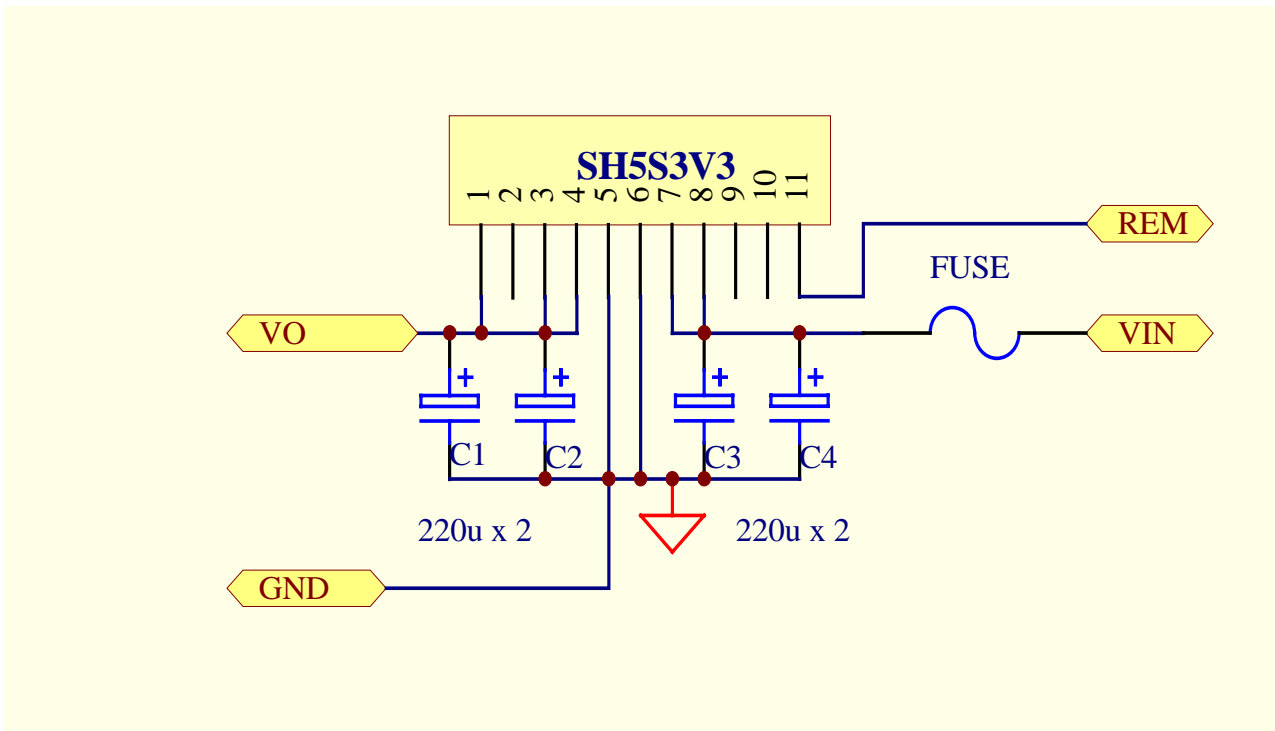 SH5S3V3
1
2
3
4
5
6
7
8
9
10
11
REM
FUSE
VO
VIN
+
+
+
+
C1
C2
C3
C4
220u x 2
220u x 2
GND